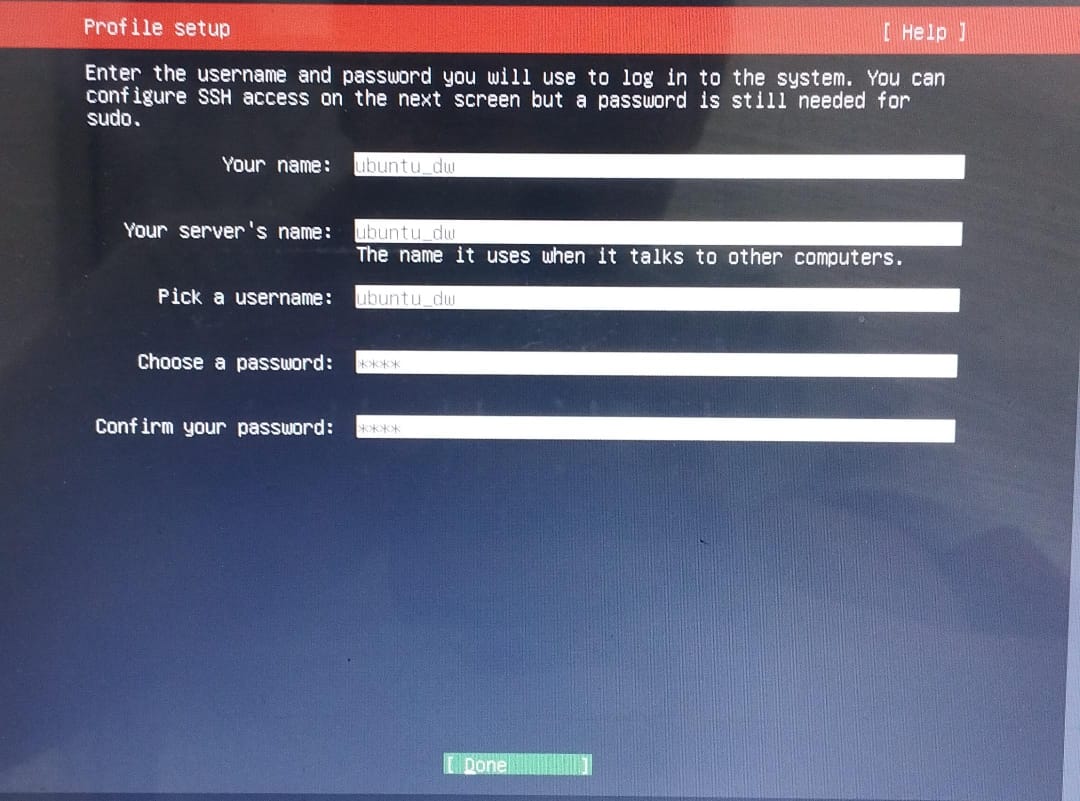 Profile setup [ Help ]
Enter the username and password you will use to log in to the system. You can
configure SSH access on the next screen but a password is still needed for
sudo.
Your name: ubuntu_dw
Your server's name: ubuntu_dw
The name it uses when it talks to other computers.
Pick a username: ubuntu_dw
Choose a password: ****
Confirm your password: ****
[ Done ]